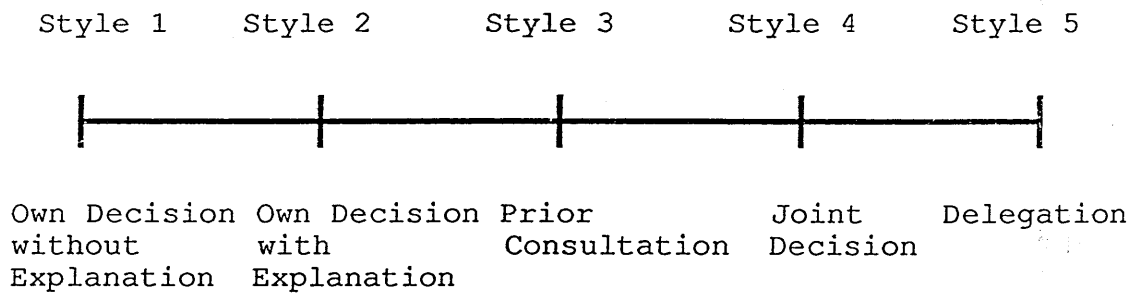 Style 1 Style 2 Style 3 Style 4 Style 5
Own Decision Own Decision Prior Joint Delegation
without with Consultation Decision
Explanation Explanation